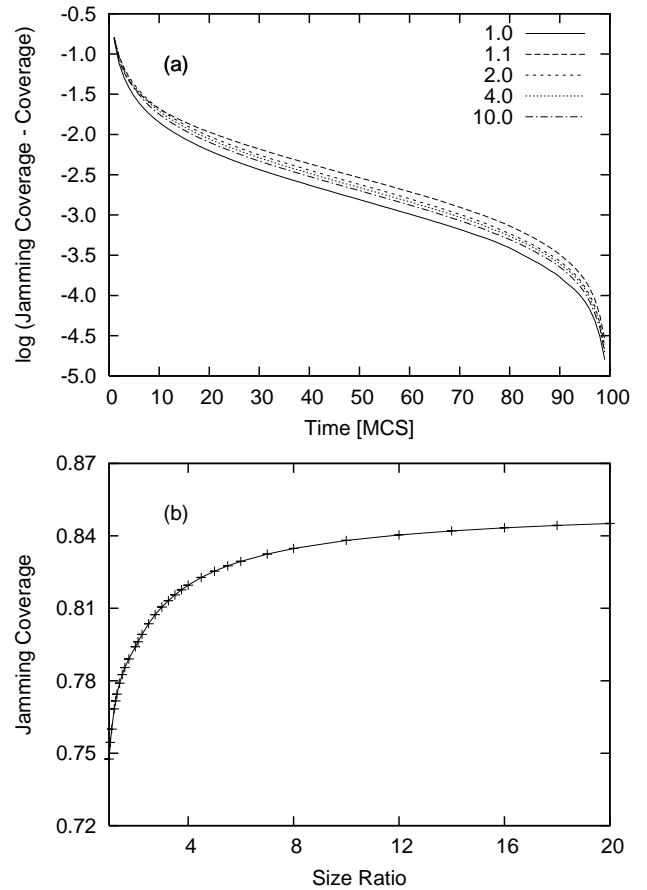 -0.5
-1.0
-1.5
-2.0
-2.5
-3.0
-3.5
-4.0
-4.5
-5.0
log (Jamming Coverage - Coverage)
(a)
1.0
1.1
2.0
4.0
10.0
0 10 20 30 40 50 60 70 80 90 100
Time [MCS]
0.87
0.84
0.81
0.78
0.75
0.72
Jamming Coverage
(b)
4 8 12 16 20
Size Ratio